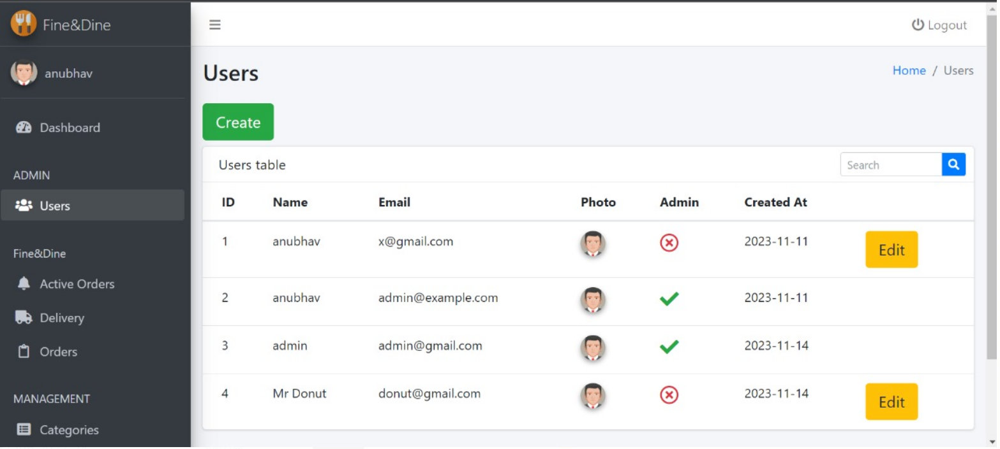 Fine&Dine
Logout
anubhav
Users
Home / Users
Create
Dashboard
ADMIN
Users
Fine&Dine
Active Orders
Delivery
Orders
MANAGEMENT
Categories
Users table
Search
ID Name Email Photo Admin Created At
1 anubhav x@gmail.com 2023-11-11 Edit
2 anubhav admin@example.com 2023-11-11
3 admin admin@gmail.com 2023-11-14
4 Mr Donut donut@gmail.com 2023-11-14 Edit